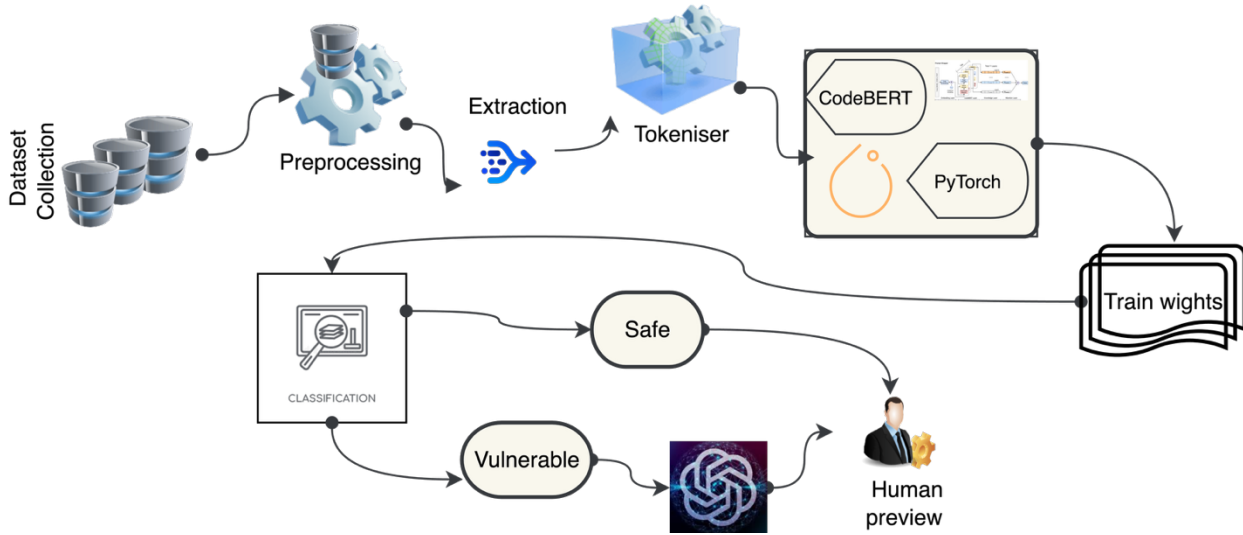 Dataset
Collection
Preprocessing
Extraction
Tokeniser
CodeBERT
PyTorch
Train wights
CLASSIFICATION
Safe
Vulnerable
Human
preview